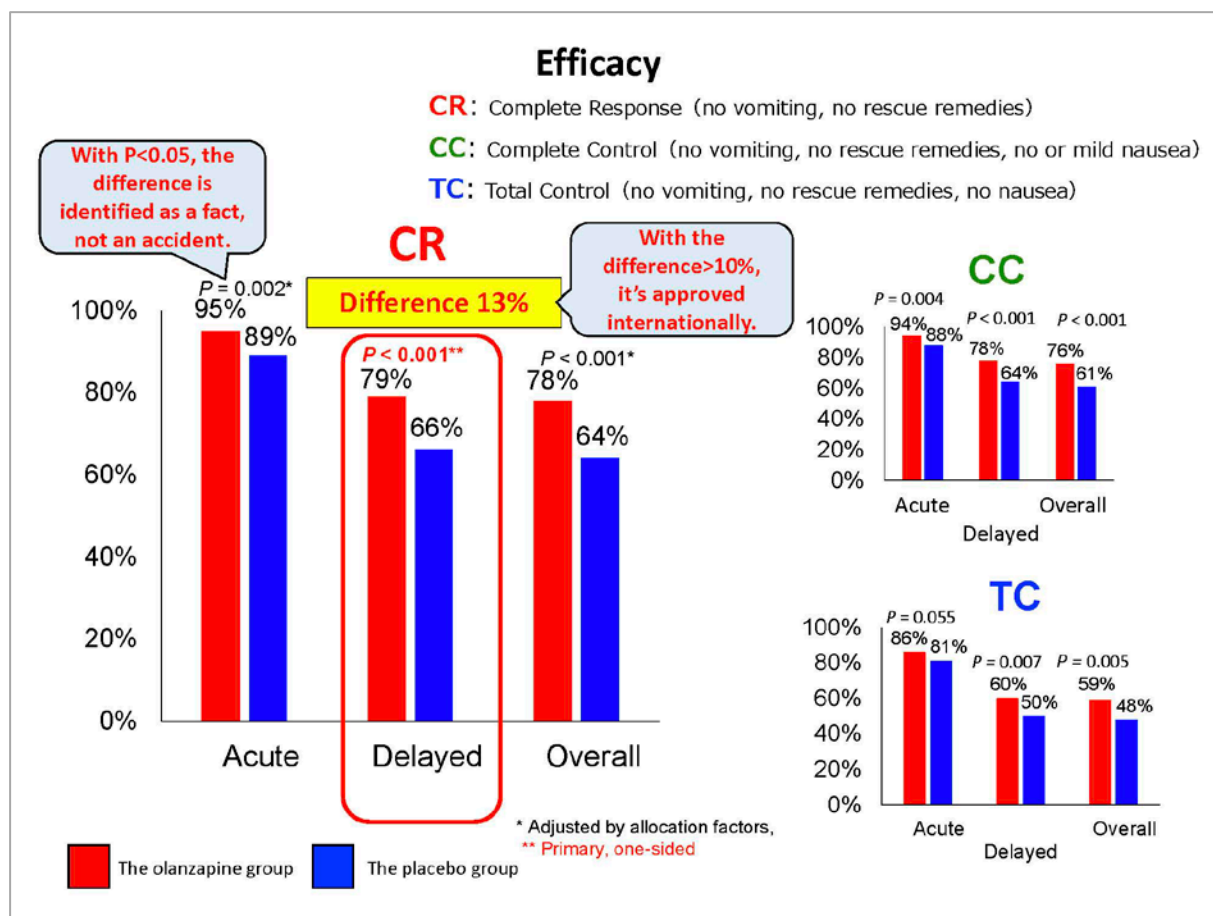 Efficacy
CR: Complete Response (no vomiting, no rescue remedies)
CC: Complete Control (no vomiting, no rescue remedies, no or mild nausea)
TC: Total Control (no vomiting, no rescue remedies, no nausea)
With P<0.05, the
difference is
identified as a fact,
not an accident.
CR
Difference 13%
With the
difference>10%,
it's approved
internationally.
P = 0.002*
P < 0.001**
P < 0.001*
95%
89%
79%
66%
78%
64%
100%
80%
60%
40%
20%
0%
Acute
Delayed
Overall
CC
P = 0.004
P < 0.001
P < 0.001
94%
88%
78%
64%
76%
61%
100%
80%
60%
40%
20%
0%
Acute
Overall
Delayed
TC
P = 0.055
P = 0.007
P = 0.005
86%
81%
60%
50%
59%
48%
100%
80%
60%
40%
20%
0%
Acute
Overall
Delayed
* Adjusted by allocation factors,
** Primary, one-sided
The olanzapine group
The placebo group